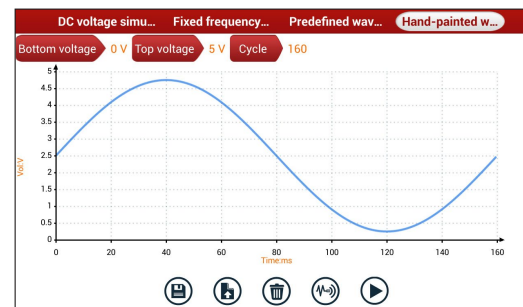 DC voltage simu... Fixed frequency... Predefined wav... Hand-painted w...
Bottom voltage 0 V Top voltage 5 V Cycle 160
5
4.5
4
3.5
3
2.5
2
1.5
1
0.5
0
Vol:V
0 20 40 60 80 100 120 140 160
Time:ms